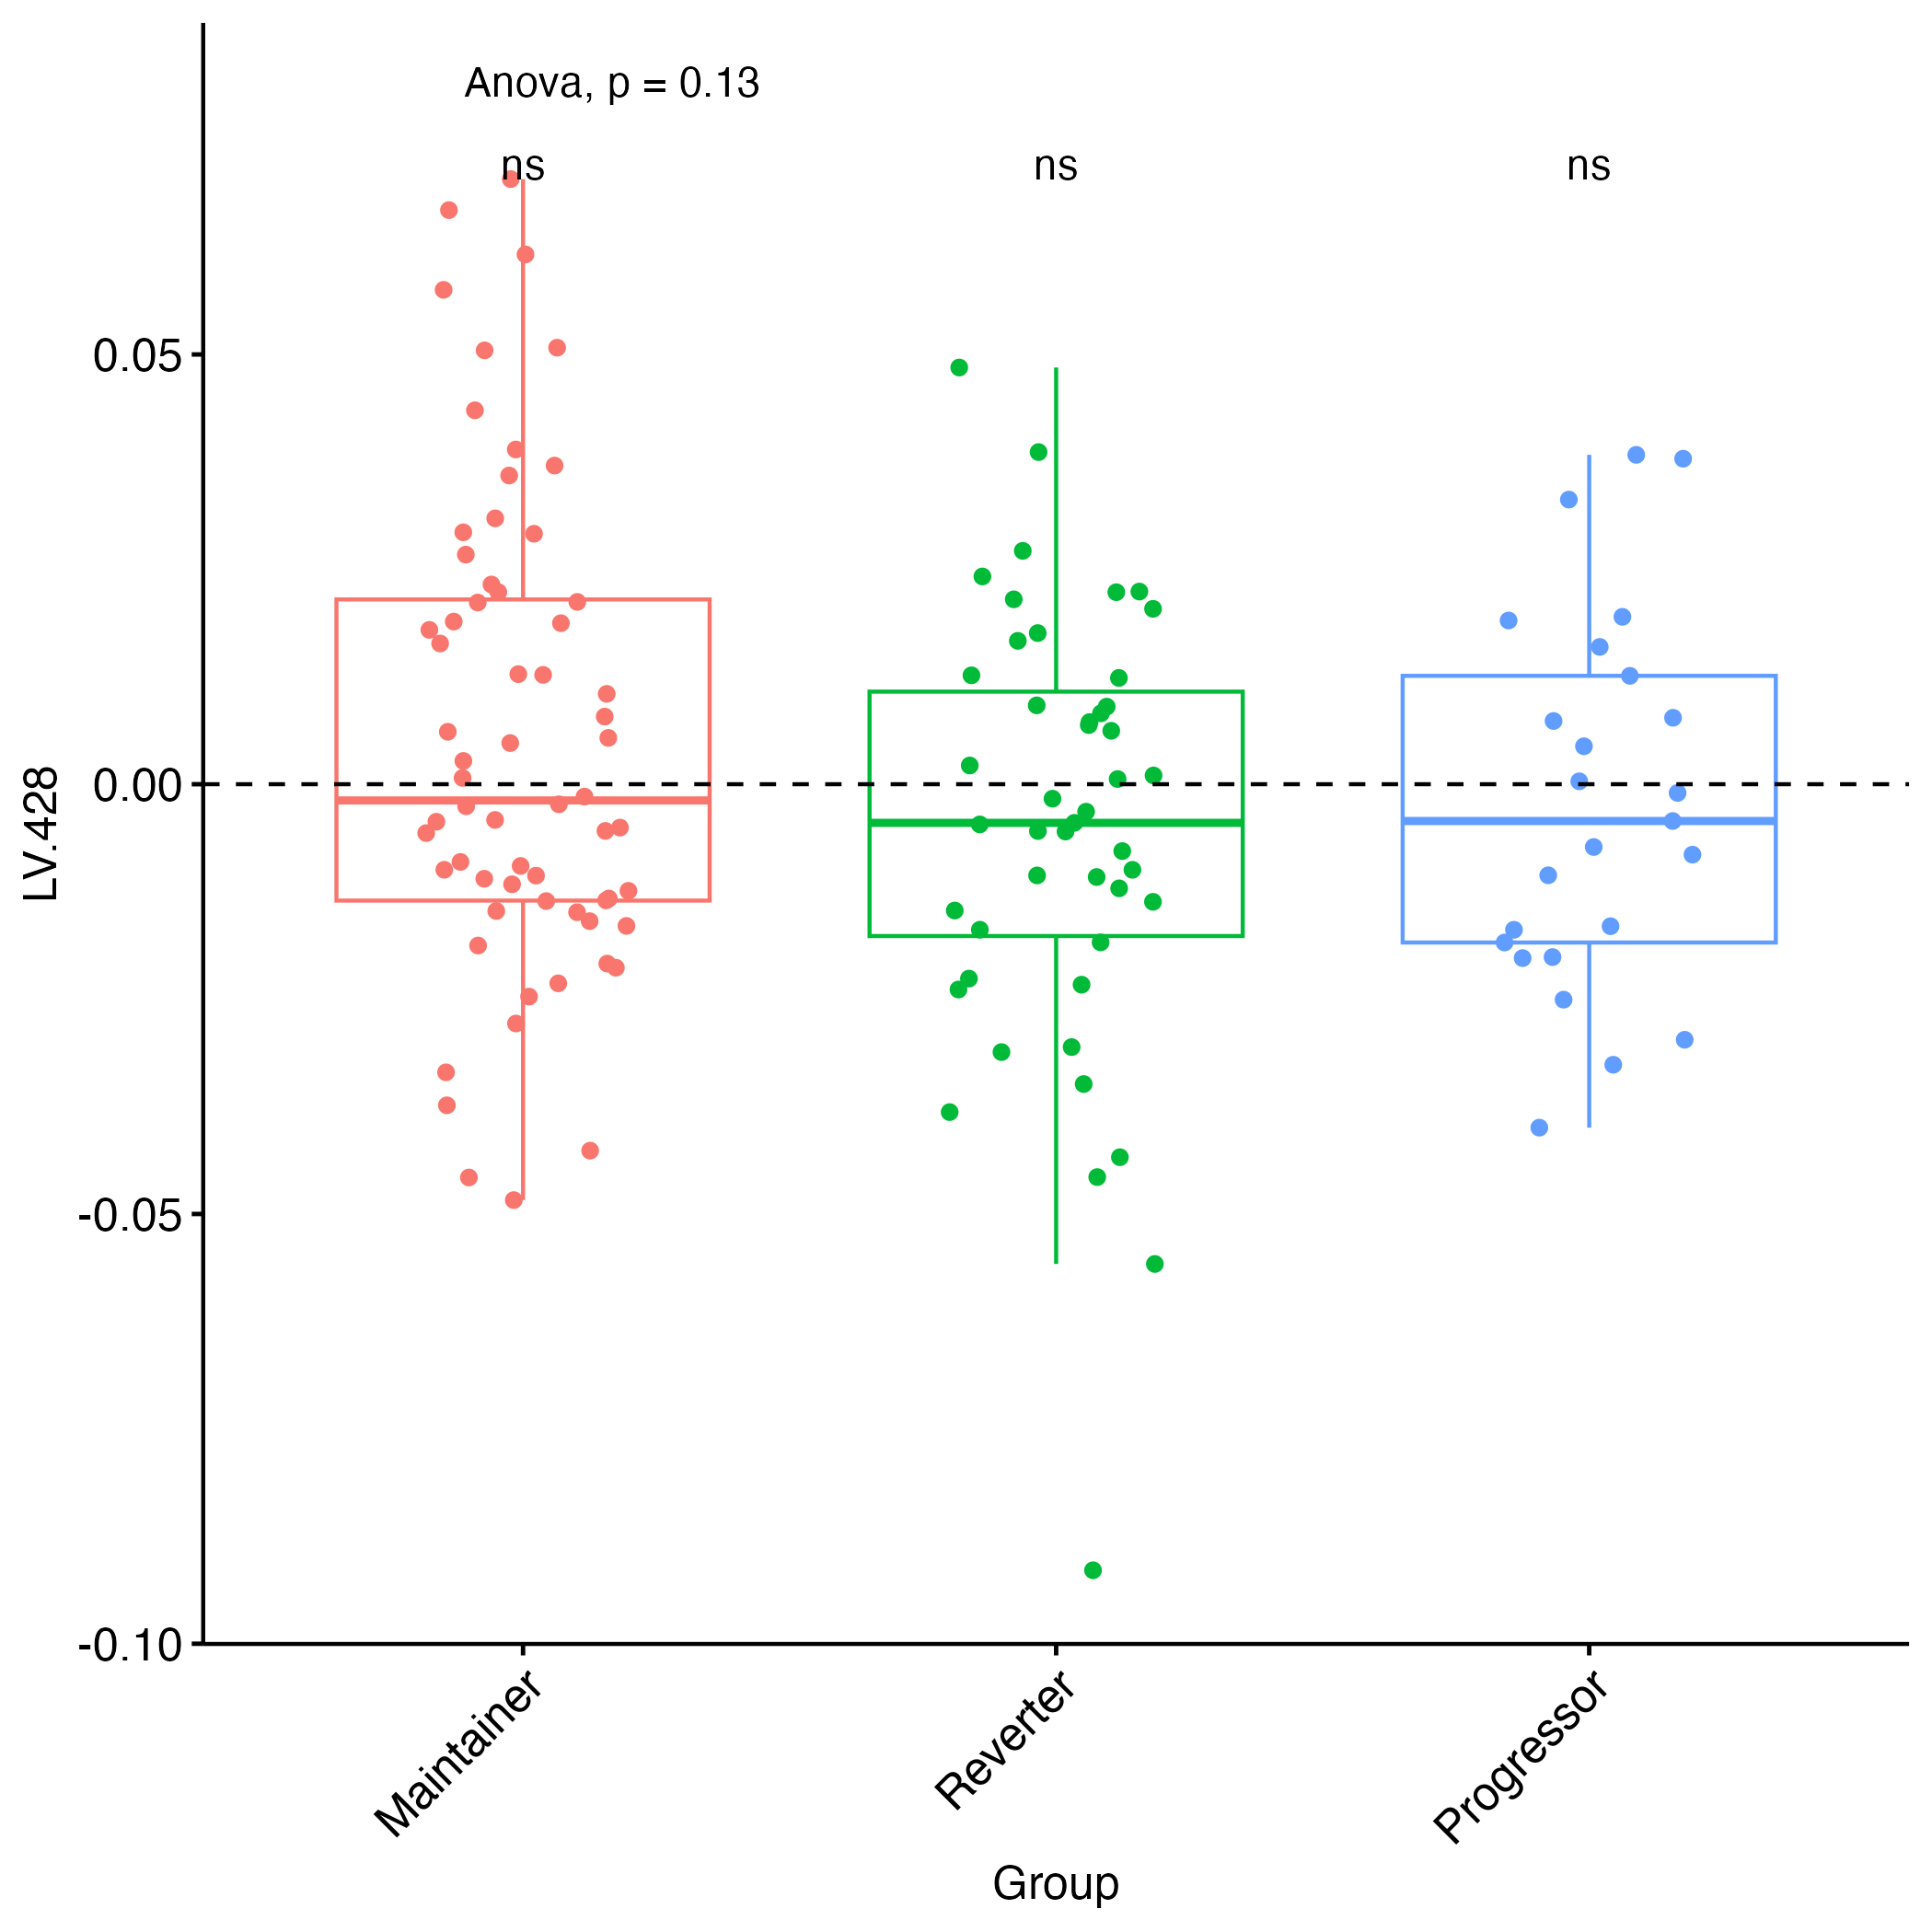 Anova, p = 0.13
ns ns ns
0.05
0.00
-0.05
-0.10
LV.428
Maintainer Reverter Progressor
Group